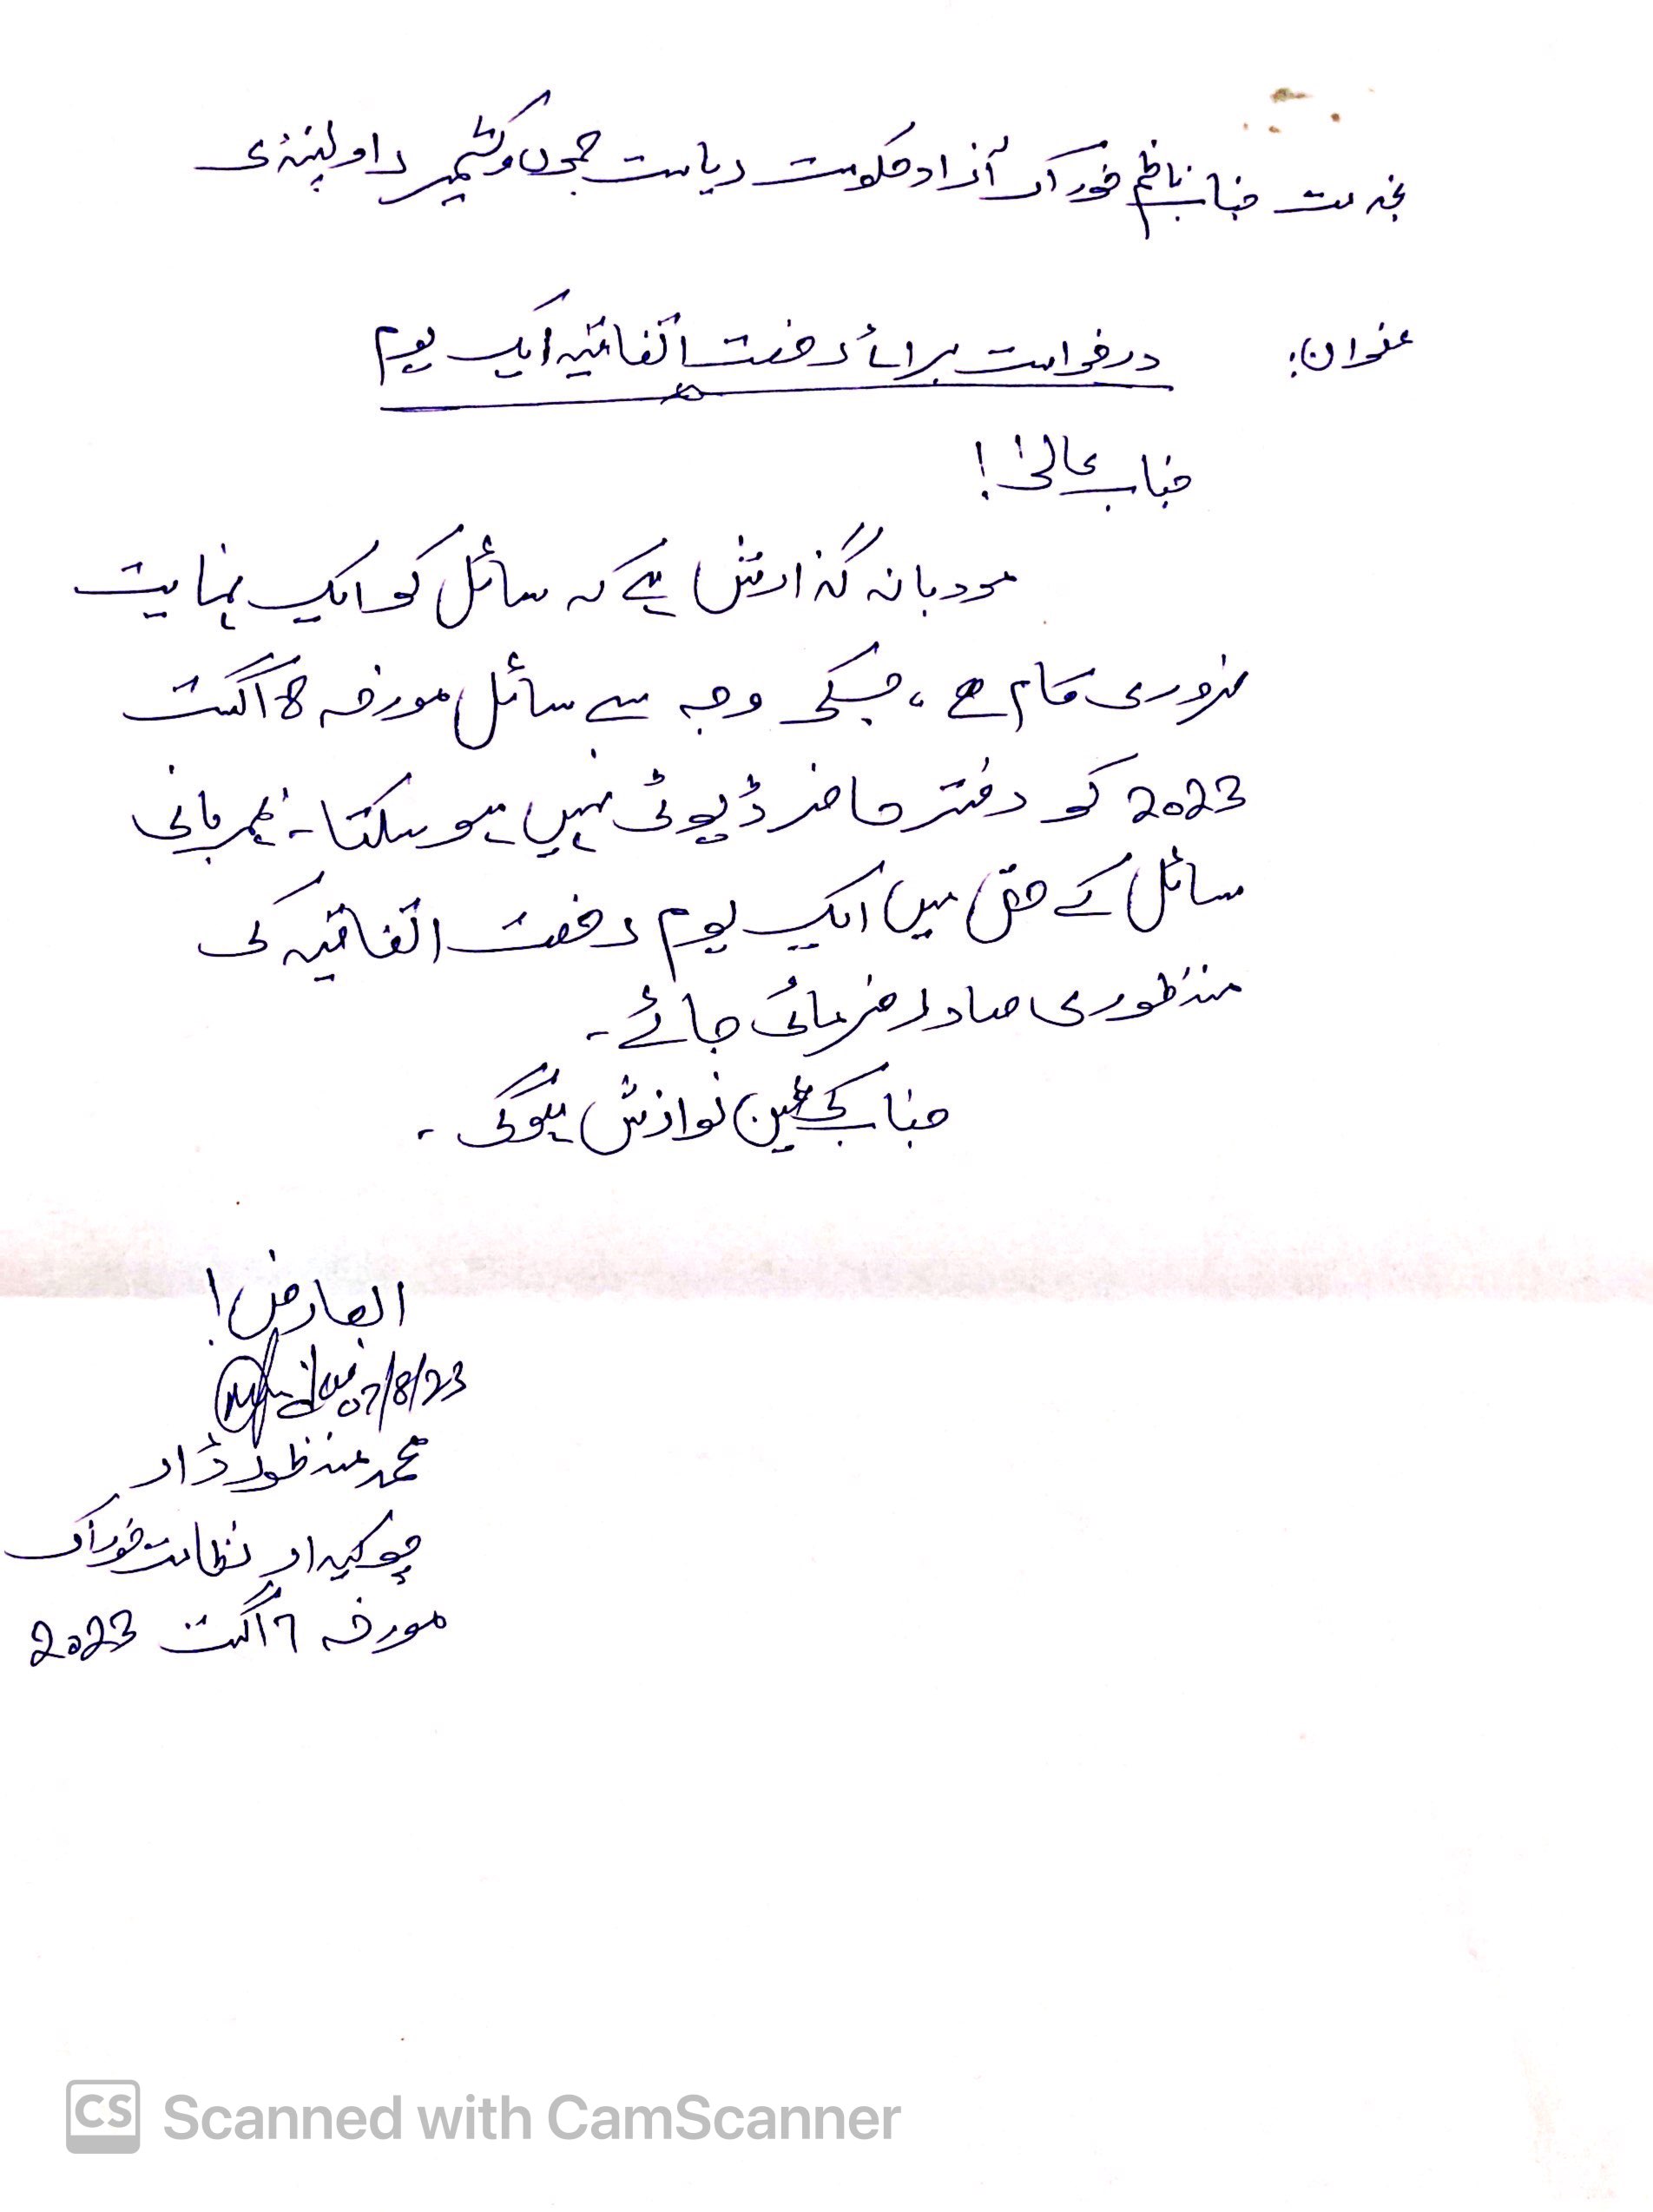 بخدمت جناب ناظم خوراک آزاد حکومت ریاست جموں و کشمیر راولپنڈی
عنوان: درخواست برائے رخصت اتفاقیہ ایک یوم
جناب عالیٰ!
مودبانہ گذارش ہے کہ سائل کو ایک نہایت
ضروری کام ہے، جسکی وجہ سے سائل مورخہ 8 اگست
2023 کو دفتر حاضر ڈیوٹی نہیں ہو سکتا۔ بمہربانی
سائل کے حق میں ایک یوم رخصت اتفاقیہ کی
منظوری صادر فرمائی جائے۔
جناب کی عین نوازش ہوگی۔
العارض!
07/8/23
محمد منظور ڈار
چوکیدار نظامت خوراک
مورخہ 7 اگست 2023
CS Scanned with CamScanner